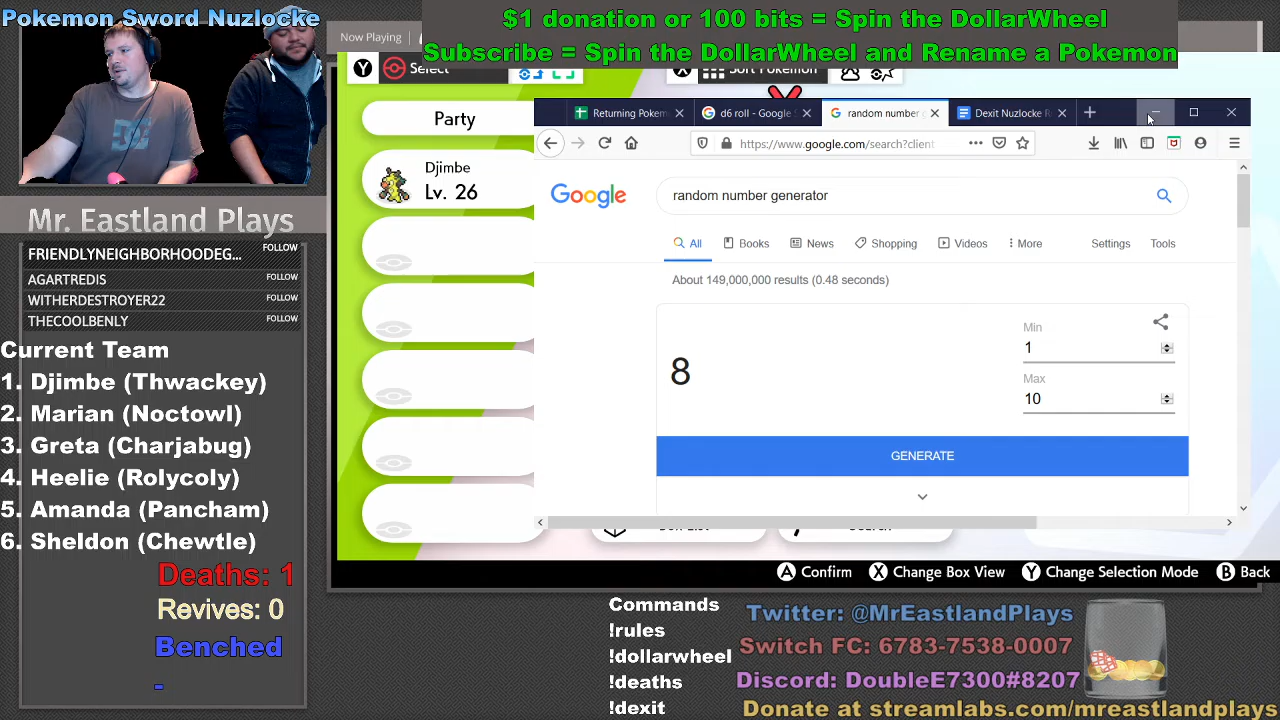 Pokemon Sword Nuzlocke
$1 donation or 100 bits = Spin the DollarWheel
Subscribe = Spin the DollarWheel and Rename a Pokemon
Now Playing
Y Select
Sort Pokémon
Party
Djimbe
Lv. 26
Returning Pokem
d6 roll - Google S
random number
Dexit Nuzlocke R
https://www.google.com/search?client
Google
random number generator
All Books News Shopping Videos More Settings Tools
About 149,000,000 results (0.48 seconds)
Min
1
8
Max
10
GENERATE
Search
A Confirm X Change Box View Y Change Selection Mode B Back
Mr. Eastland Plays
FRIENDLYNEIGHBORHOODEG... FOLLOW
AGARTREDIS FOLLOW
WITHERDESTROYER22 FOLLOW
THECOOLBENLY FOLLOW
Current Team
1. Djimbe (Thwackey)
2. Marian (Noctowl)
3. Greta (Charjabug)
4. Heelie (Rolycoly)
5. Amanda (Pancham)
6. Sheldon (Chewtle)
Deaths: 1
Revives: 0
Benched
-
Commands
!rules
!dollarwheel
!deaths
!dexit
Twitter: @MrEastlandPlays
Switch FC: 6783-7538-0007
Discord: DoubleE7300#8207
Donate at streamlabs.com/mreastlandplays